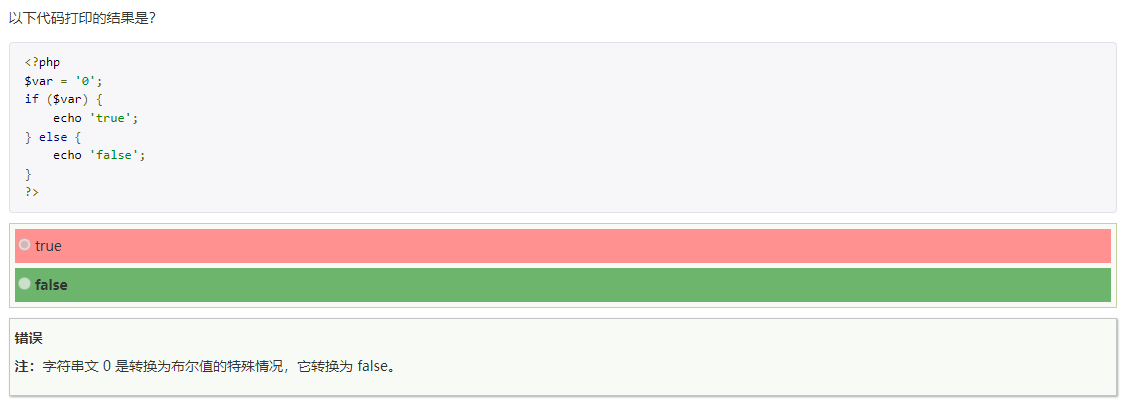 以下代码打印的结果是?
<?php
$var = '0';
if ($var) {
    echo 'true';
} else {
    echo 'false';
}
?>
true
false
错误
注：字符串文 0 是转换为布尔值的特殊情况，它转换为 false。